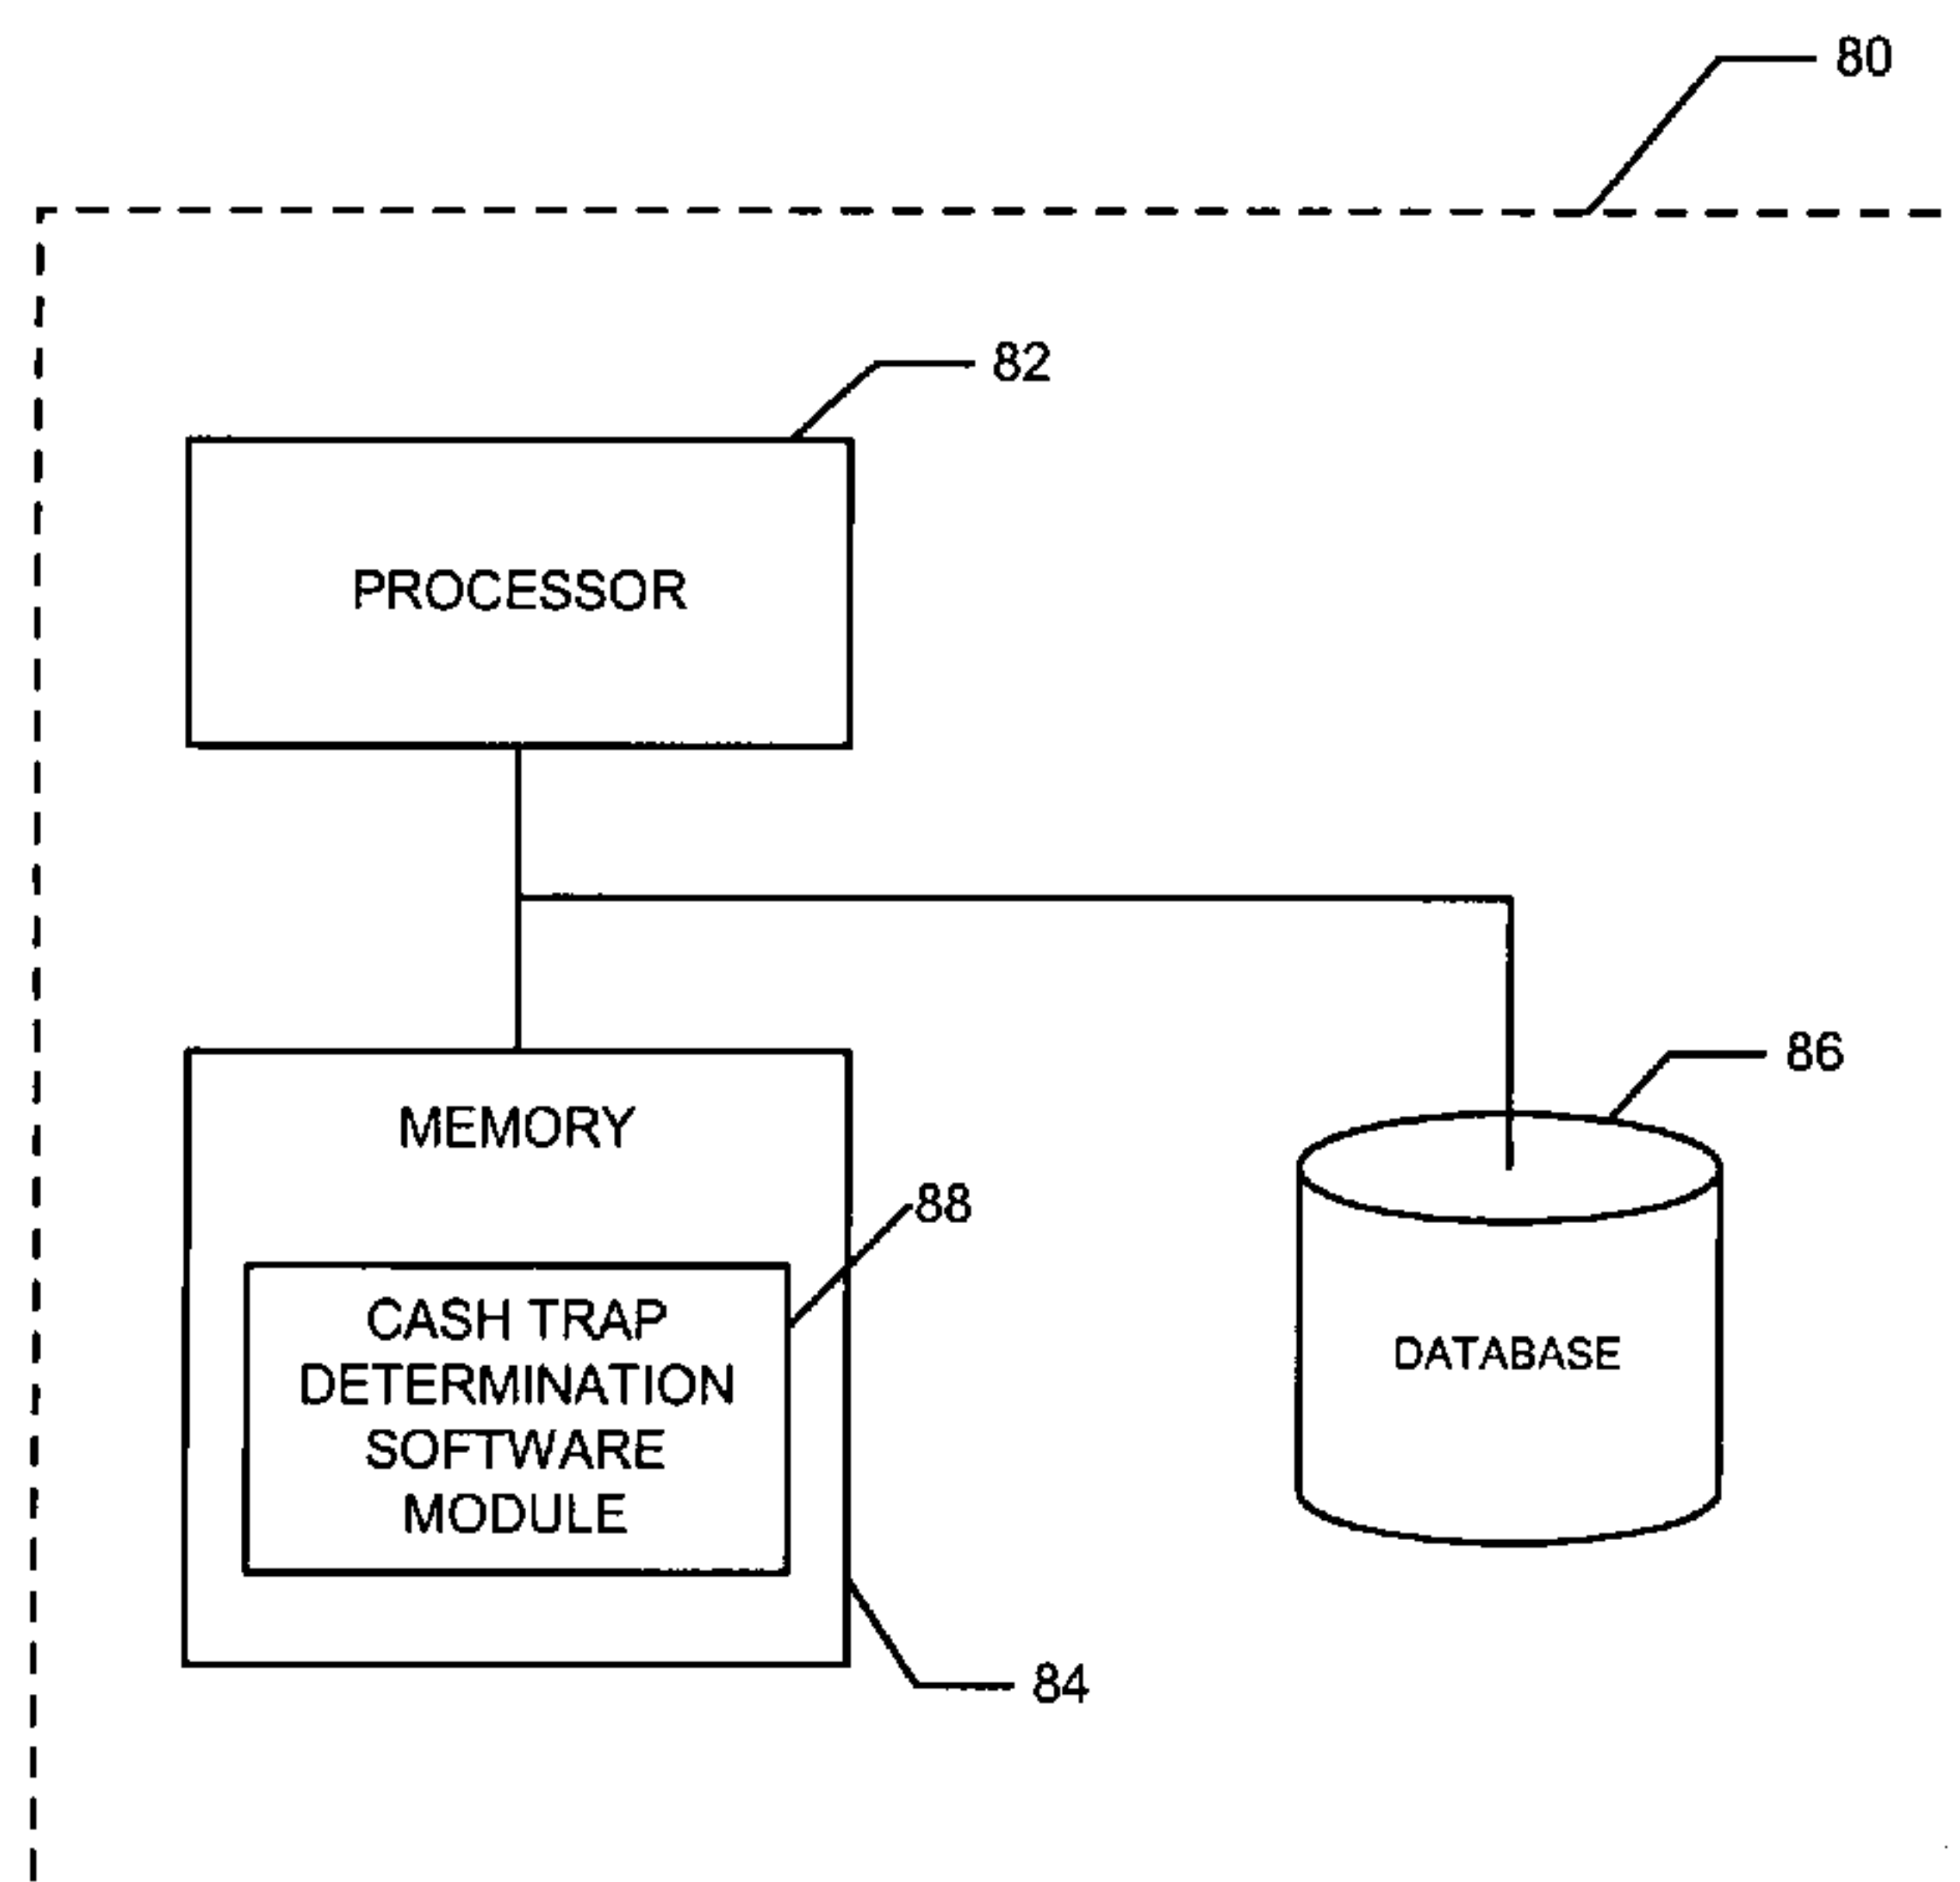 80
82
PROCESSOR
86
MEMORY
88
CASH TRAP
DETERMINATION
SOFTWARE
MODULE
DATABASE
84